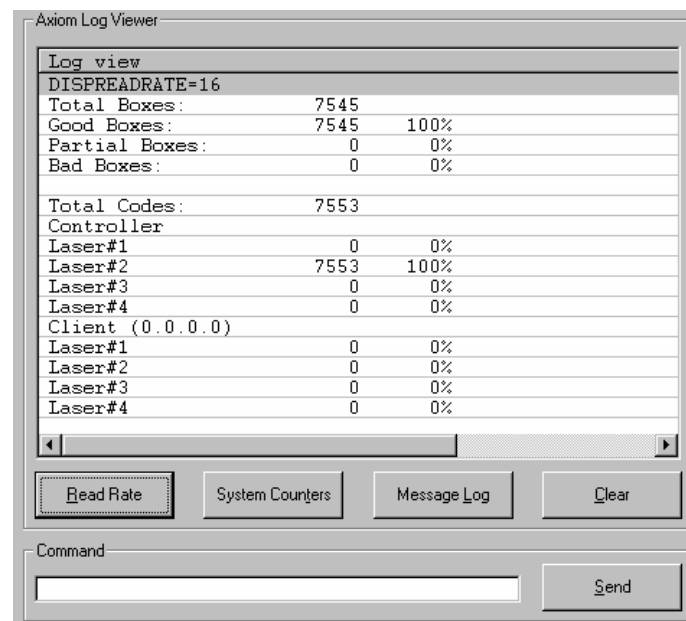 Axiom Log Viewer
Log view
DISPREADRATE=16
Total Boxes: 7545
Good Boxes: 7545 100%
Partial Boxes: 0 0%
Bad Boxes: 0 0%
Total Codes: 7553
Controller
Laser#1 0 0%
Laser#2 7553 100%
Laser#3 0 0%
Laser#4 0 0%
Client (0.0.0.0)
Laser#1 0 0%
Laser#2 0 0%
Laser#3 0 0%
Laser#4 0 0%
Read Rate System Counters Message Log Clear
Command
Send